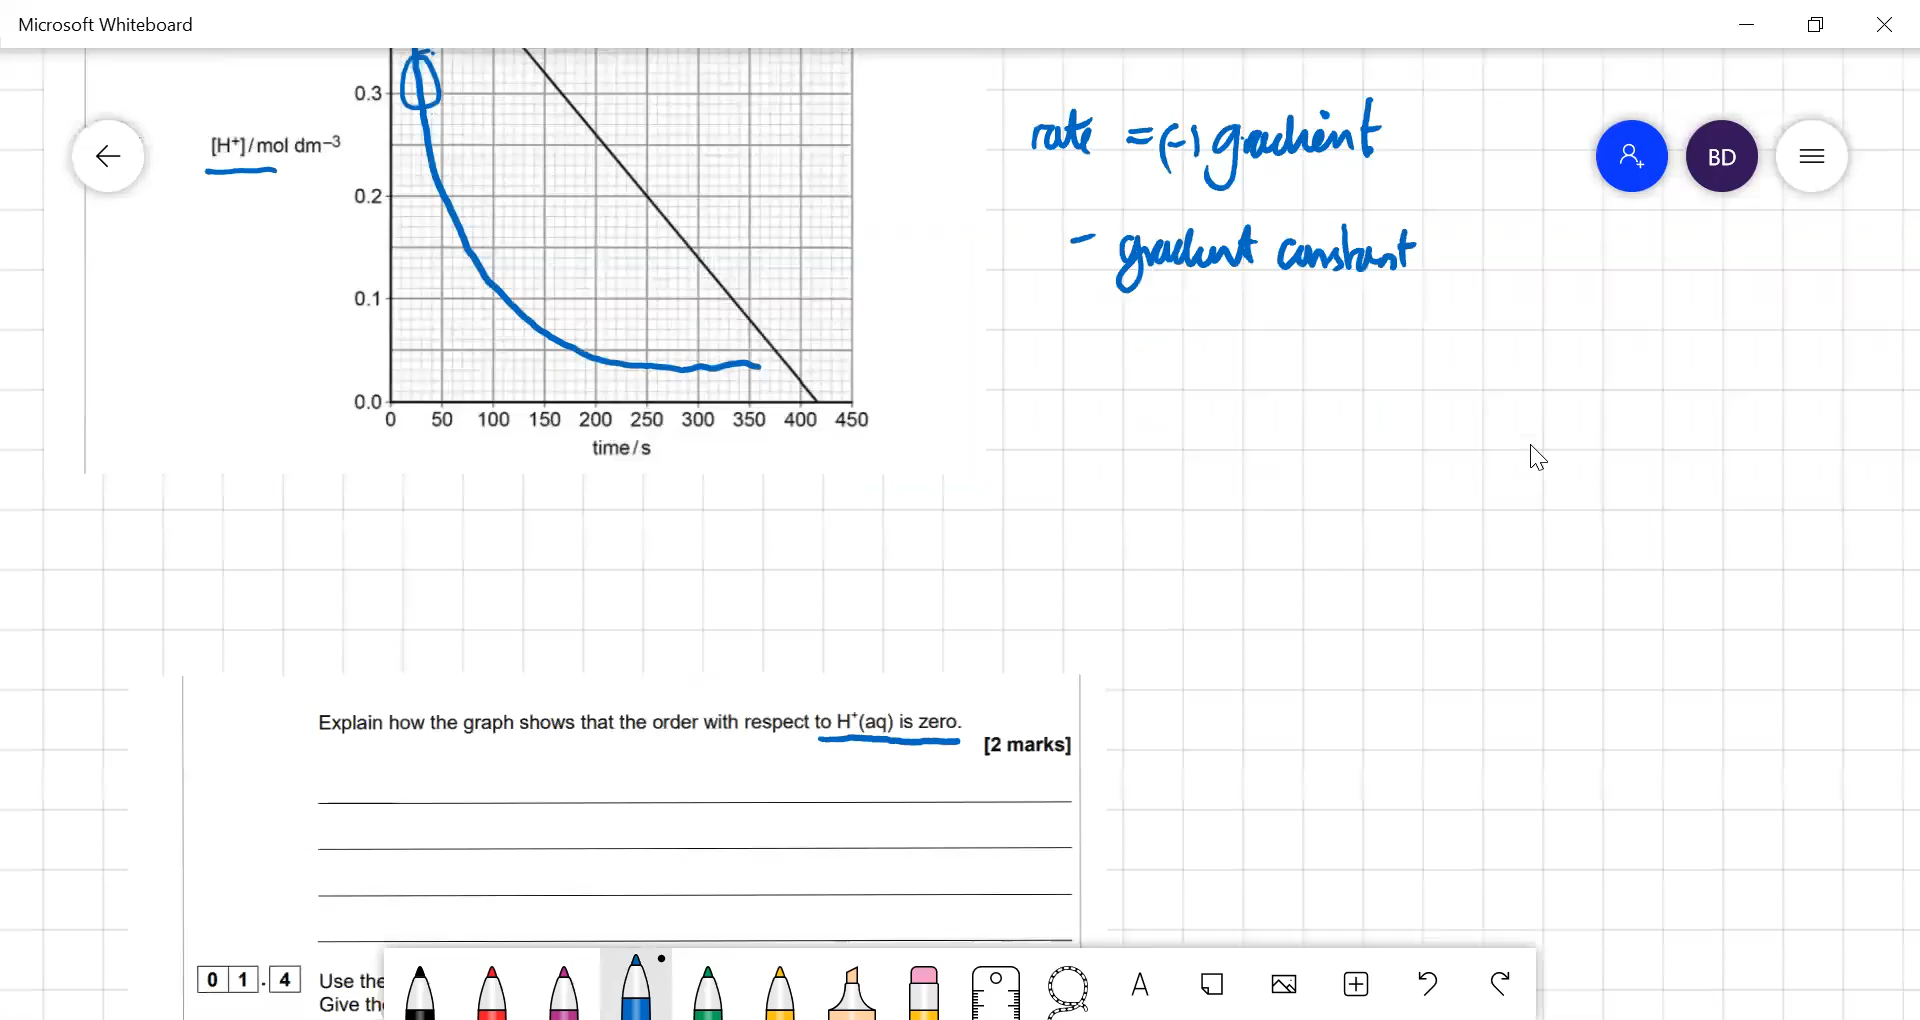 Microsoft Whiteboard
0.3
[H⁺]/mol dm⁻³
0.2
0.1
0.0
0 50 100 150 200 250 300 350 400 450
time/s
rate = (-) gradient
- gradient constant
BD
Explain how the graph shows that the order with respect to H⁺(aq) is zero.
[2 marks]
0 1 . 4 Use the
Give th
A